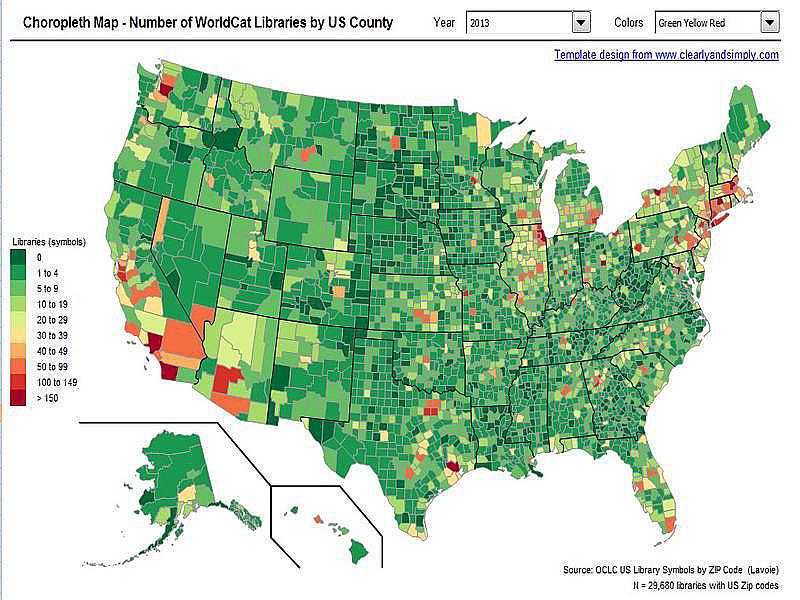 Choropleth Map - Number of WorldCat Libraries by US County
Year 2013 Colors Green Yellow Red
Template design from www.clearlyandsimply.com
Libraries (symbols)
0
1 to 4
5 to 9
10 to 19
20 to 29
30 to 39
40 to 49
50 to 99
100 to 149
> 150
Source: OCLC US Library Symbols by ZIP Code (Lavoie)
N = 29,680 libraries with US Zip codes